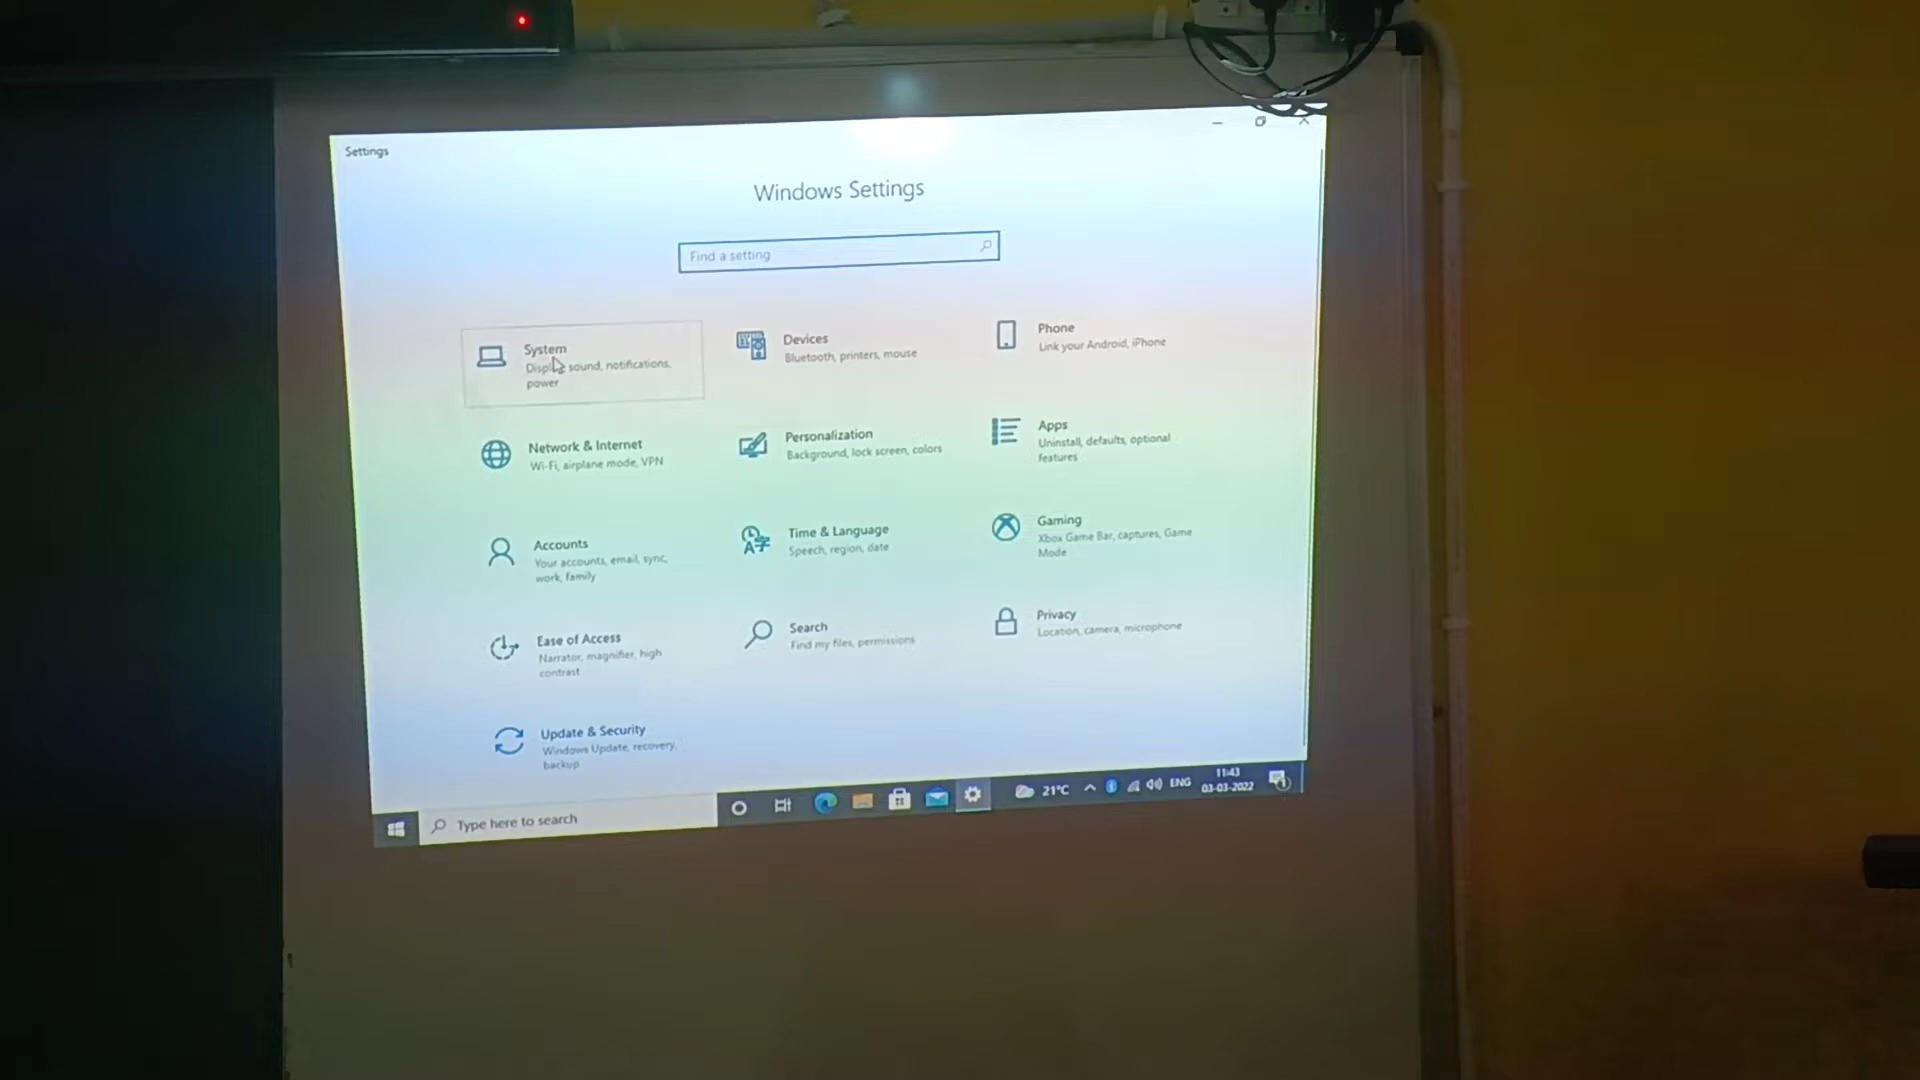 Settings
Windows Settings
Find a setting
System
Display, sound, notifications,
power
Devices
Bluetooth, printers, mouse
Phone
Link your Android, iPhone
Network & Internet
Wi-Fi, airplane mode, VPN
Personalization
Background, lock screen, colors
Apps
Uninstall, defaults, optional
features
Accounts
Your accounts, email, sync,
work, family
Time & Language
Speech, region, date
Gaming
Xbox Game Bar, captures, Game
Mode
Ease of Access
Narrator, magnifier, high
contrast
Search
Find my files, permissions
Privacy
Location, camera, microphone
Update & Security
Windows Update, recovery,
backup
Type here to search
21°C
ENG
11:43
03-03-2022
1